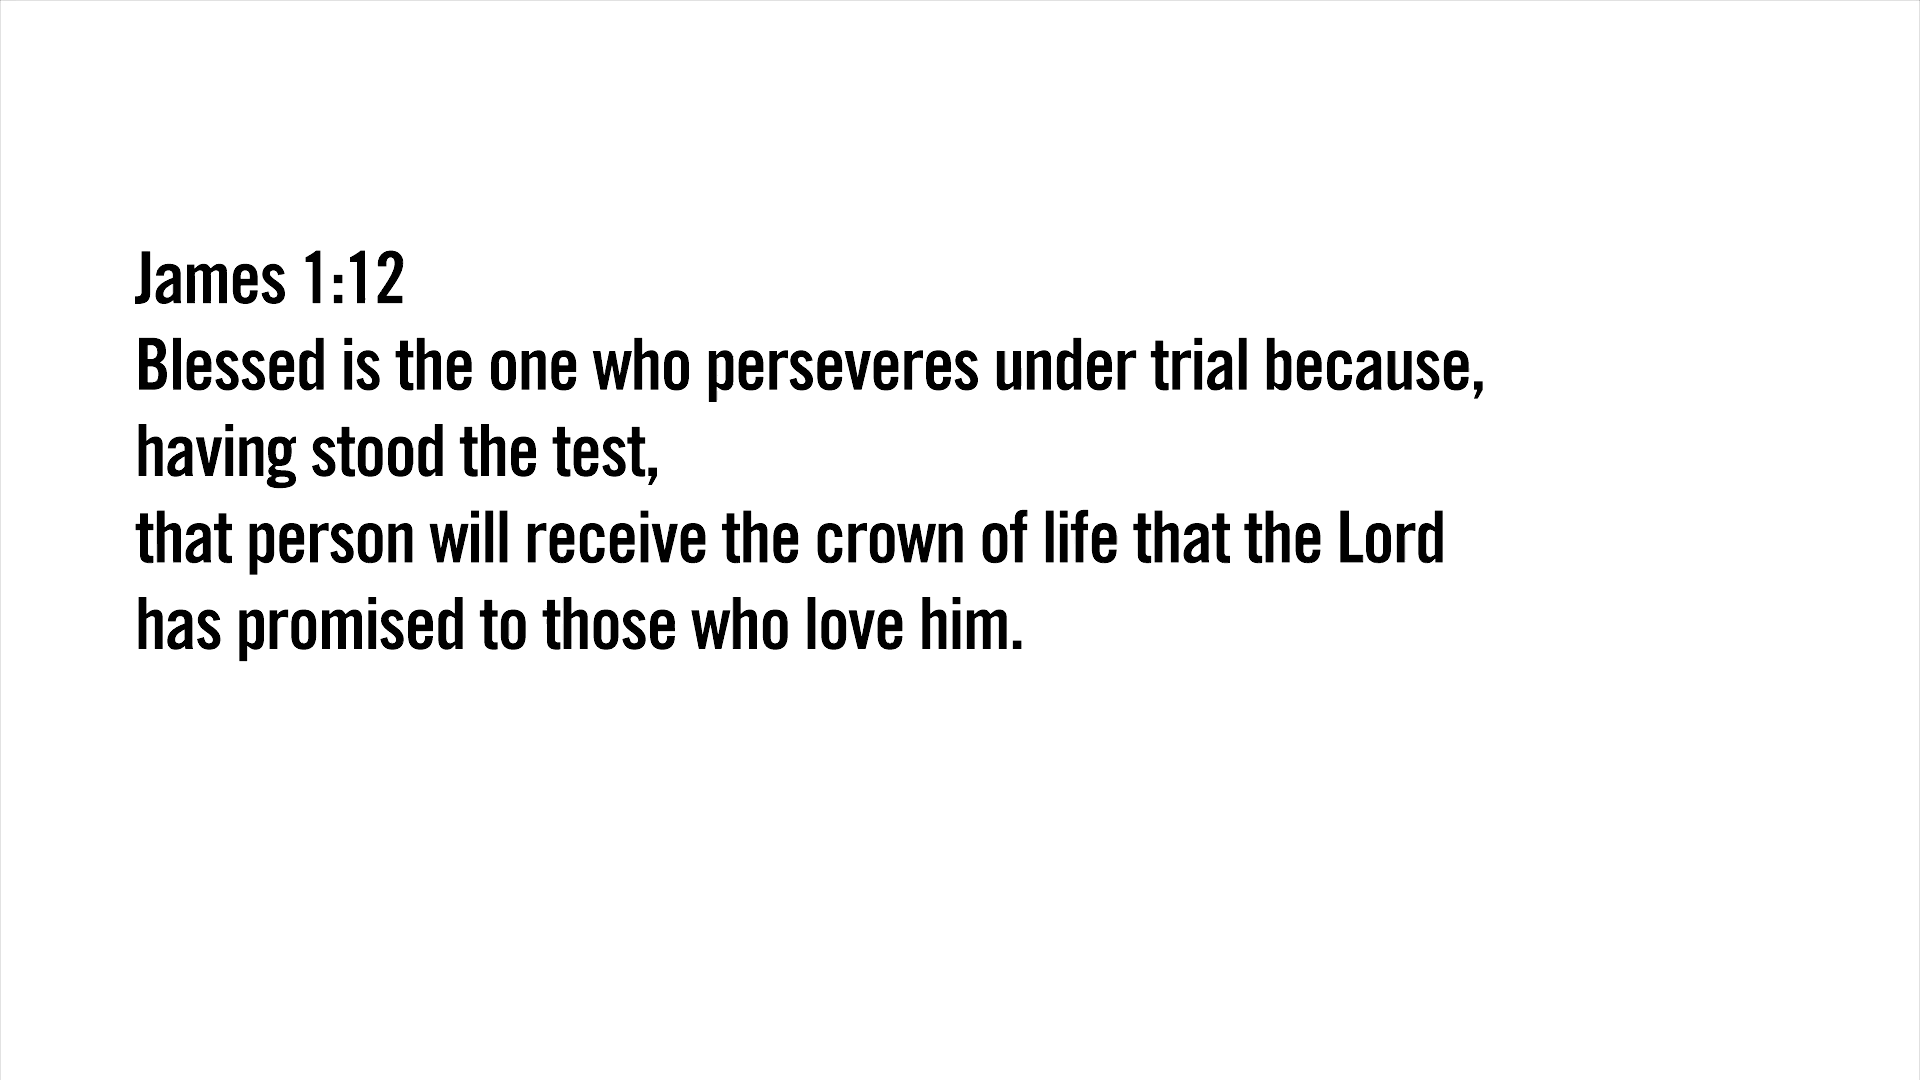 James 1:12
Blessed is the one who perseveres under trial because,
having stood the test,
that person will receive the crown of life that the Lord
has promised to those who love him.